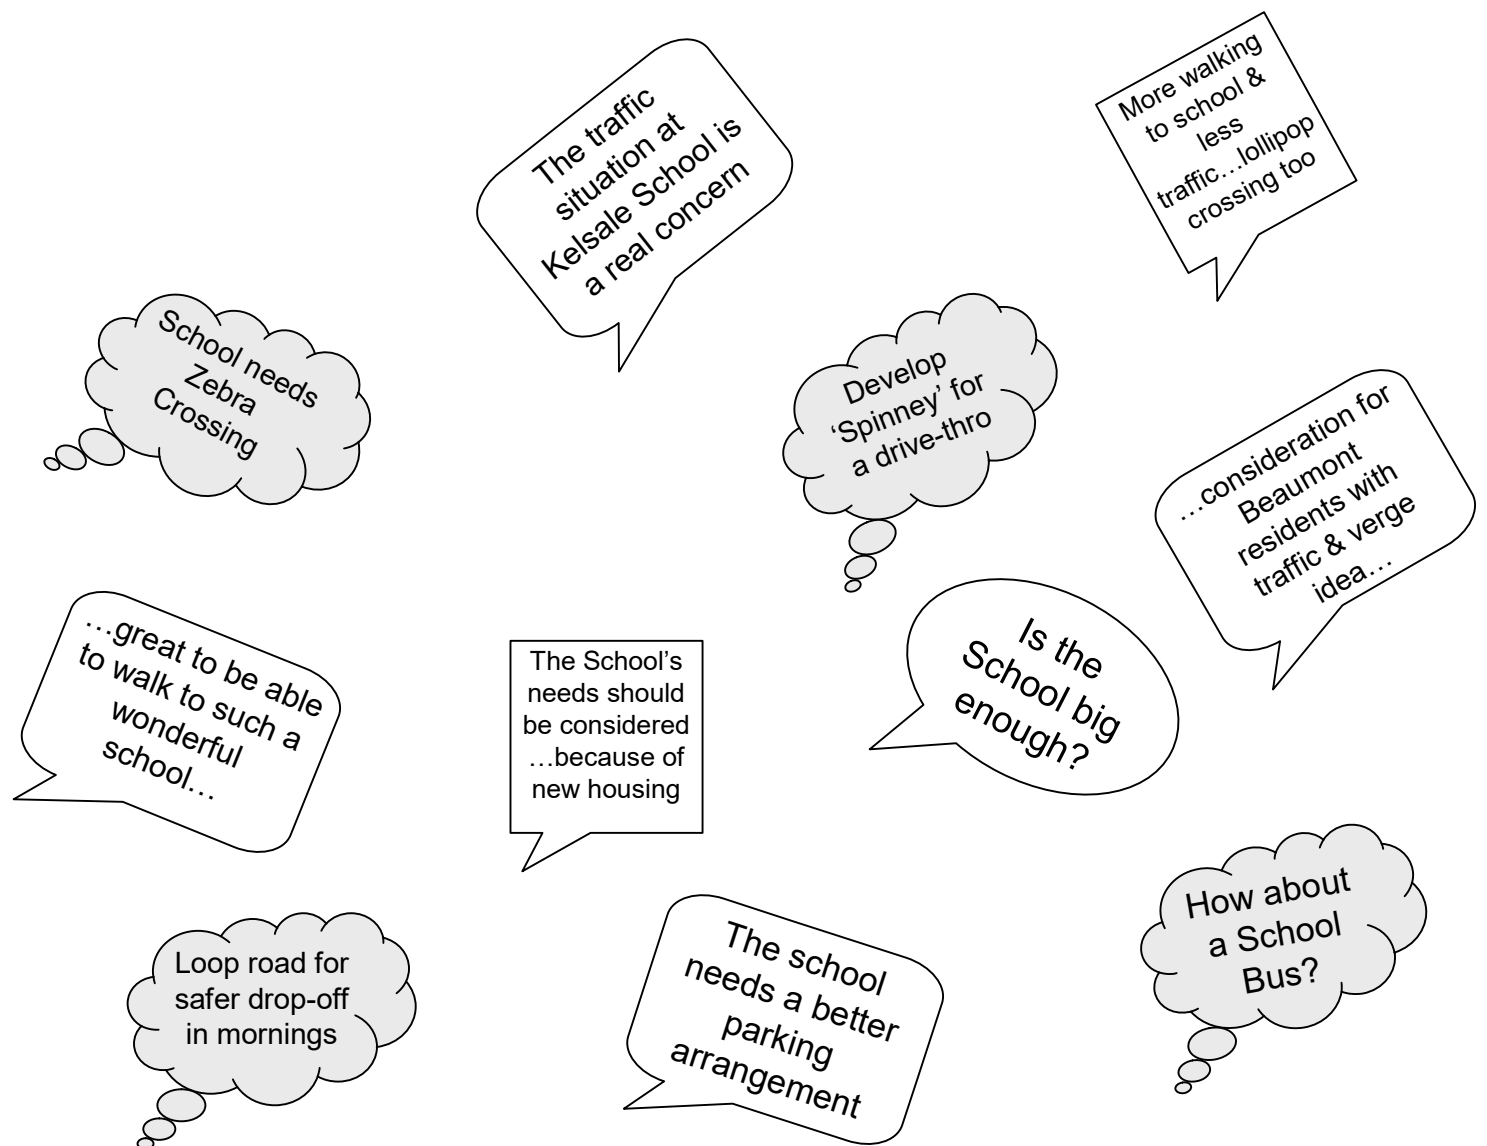 The traffic
situation at
Kelsale School is
a real concern
More walking
to school &
less
traffic…lollipop
crossing too
School needs
Zebra
Crossing
Develop
‘Spinney’ for
a drive-thro
…consideration for
Beaumont
residents with
traffic & verge
idea…
…great to be able
to walk to such a
wonderful
school…
The School’s
needs should
be considered
…because of
new housing
Is the
School big
enough?
Loop road for
safer drop-off
in mornings
The school
needs a better
parking
arrangement
How about
a School
Bus?